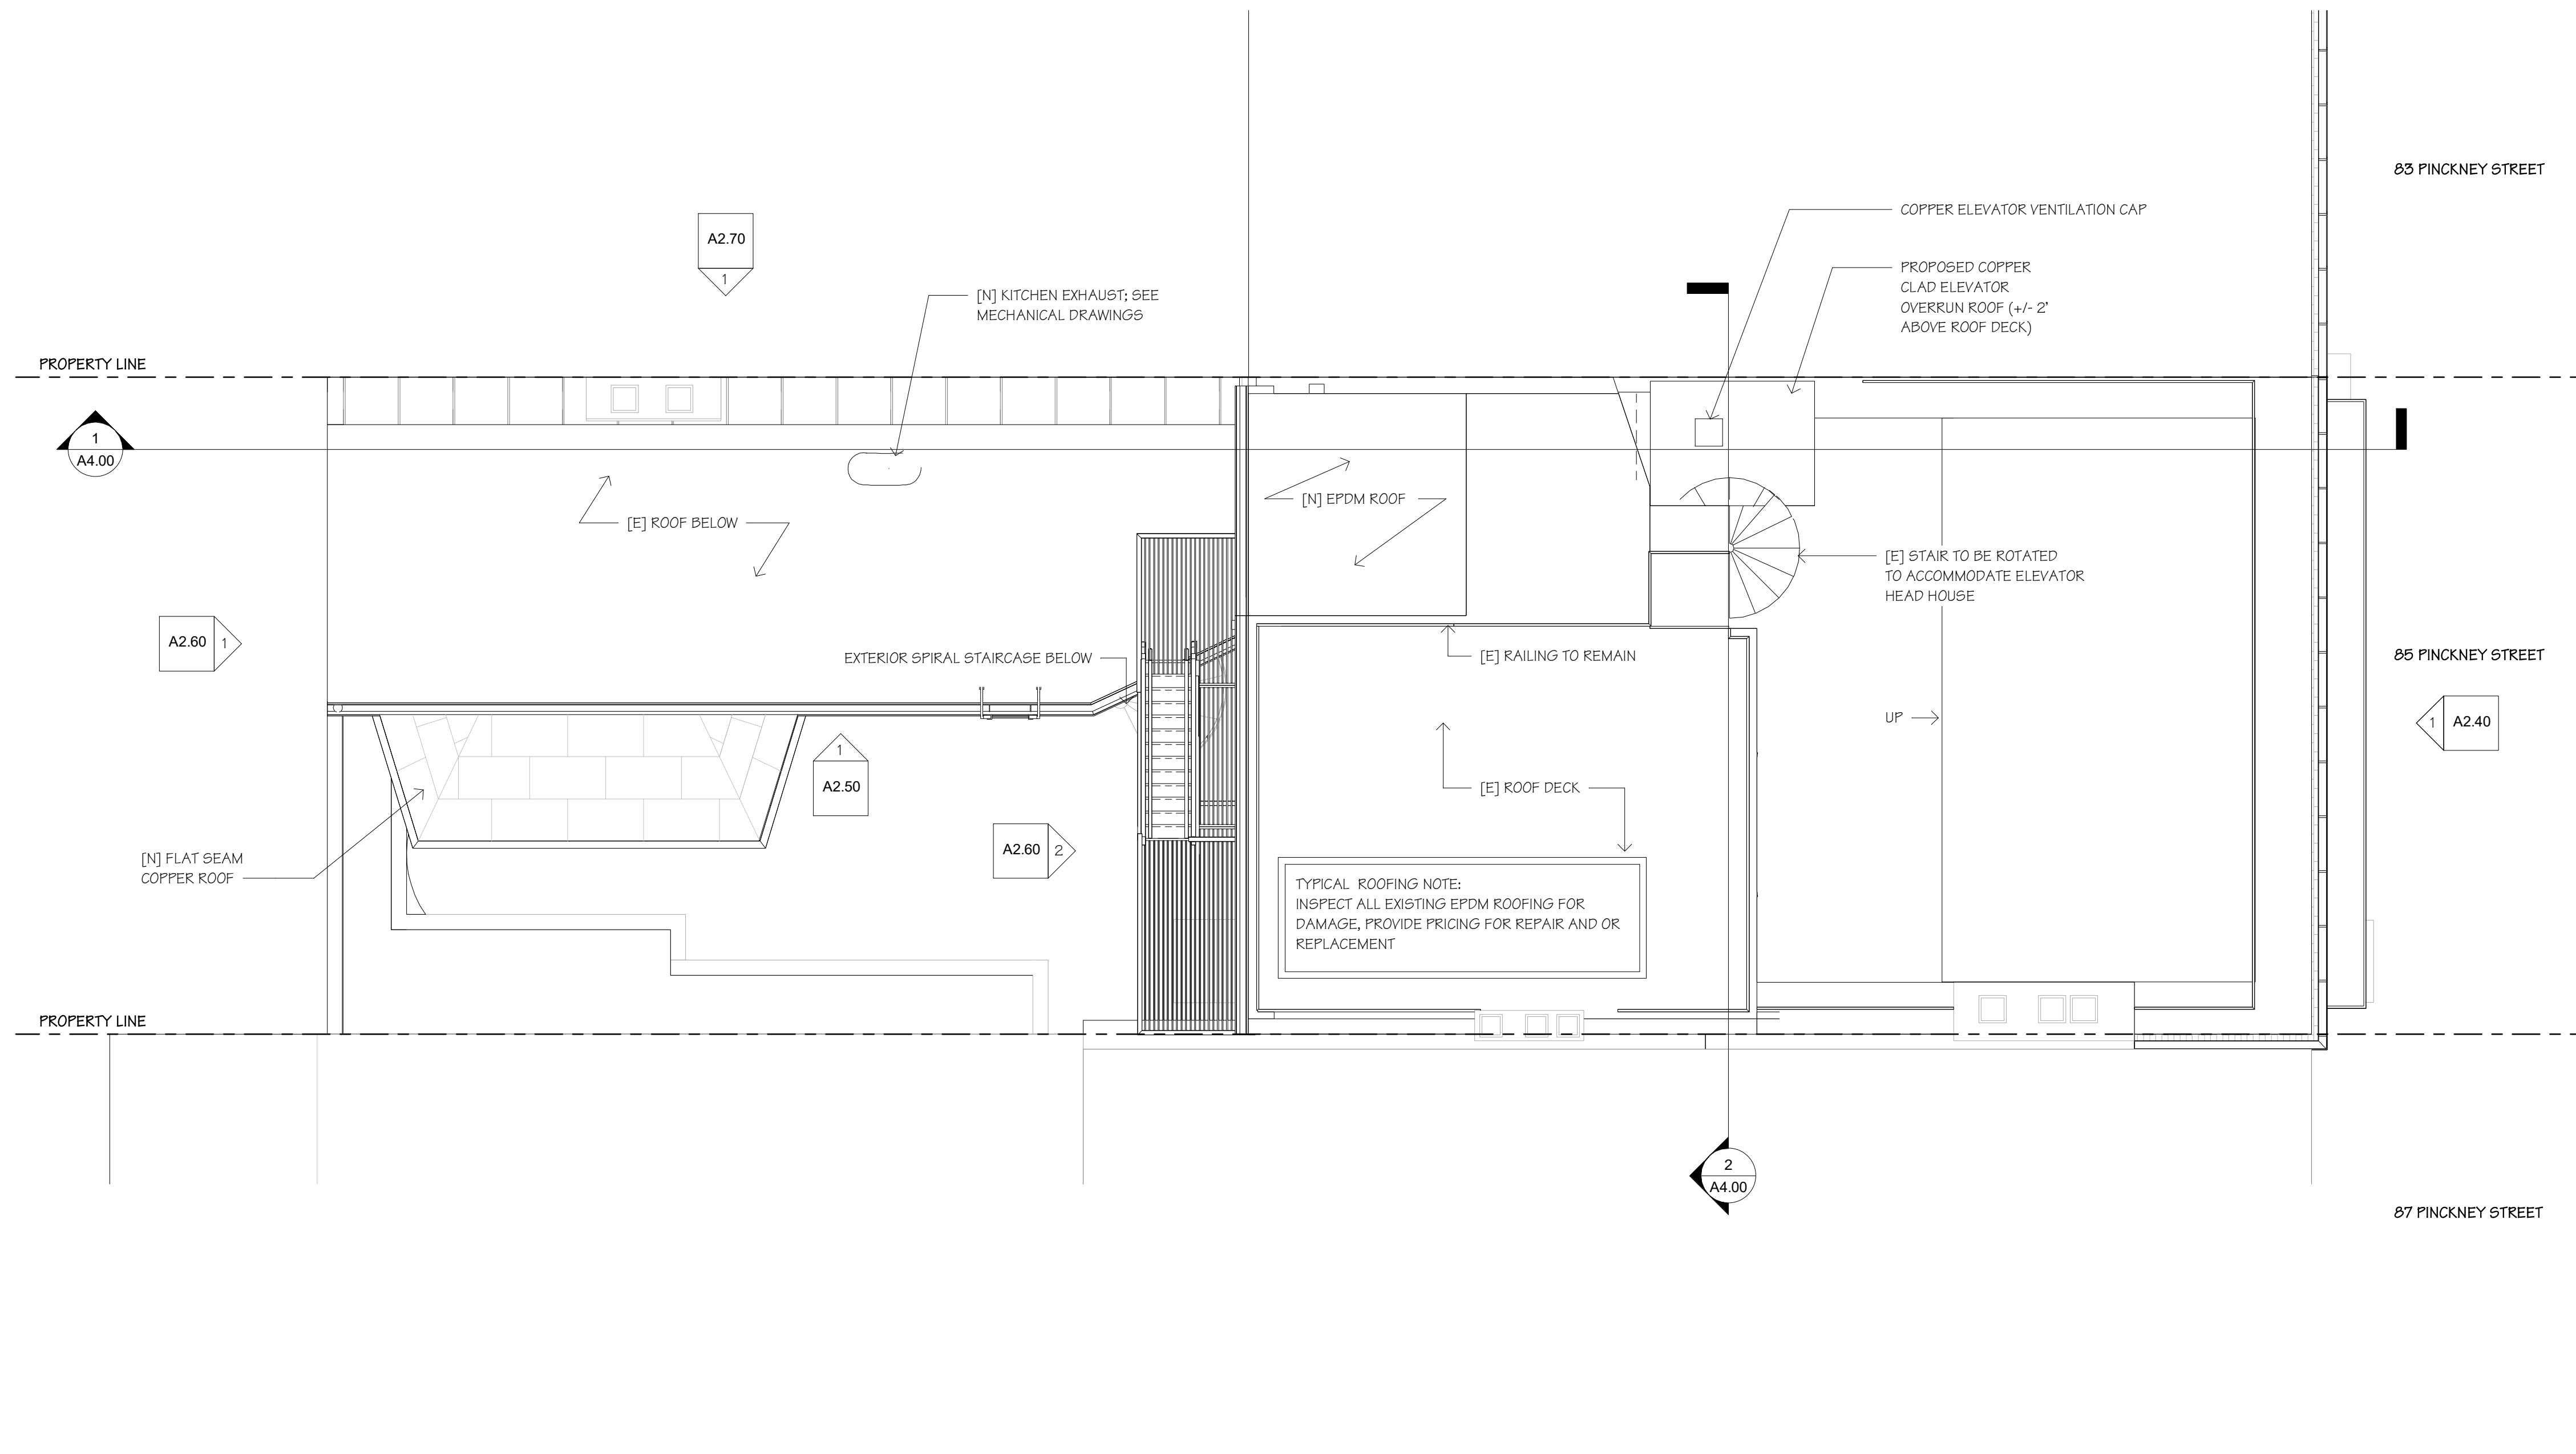 83 PINCKNEY STREET
COPPER ELEVATOR VENTILATION CAP
A2.70
1
PROPOSED COPPER
CLAD ELEVATOR
OVERRUN ROOF (+/- 2'
ABOVE ROOF DECK)
[N] KITCHEN EXHAUST; SEE
MECHANICAL DRAWINGS
PROPERTY LINE
1
A4.00
[N] EPDM ROOF
[E] ROOF BELOW
[E] STAIR TO BE ROTATED
TO ACCOMMODATE ELEVATOR
HEAD HOUSE
A2.60
1
EXTERIOR SPIRAL STAIRCASE BELOW
[E] RAILING TO REMAIN
85 PINCKNEY STREET
UP
1
A2.40
1
A2.50
[E] ROOF DECK
A2.60
2
[N] FLAT SEAM
COPPER ROOF
TYPICAL ROOFING NOTE:
INSPECT ALL EXISTING EPDM ROOFING FOR
DAMAGE, PROVIDE PRICING FOR REPAIR AND OR
REPLACEMENT
PROPERTY LINE
2
A4.00
87 PINCKNEY STREET